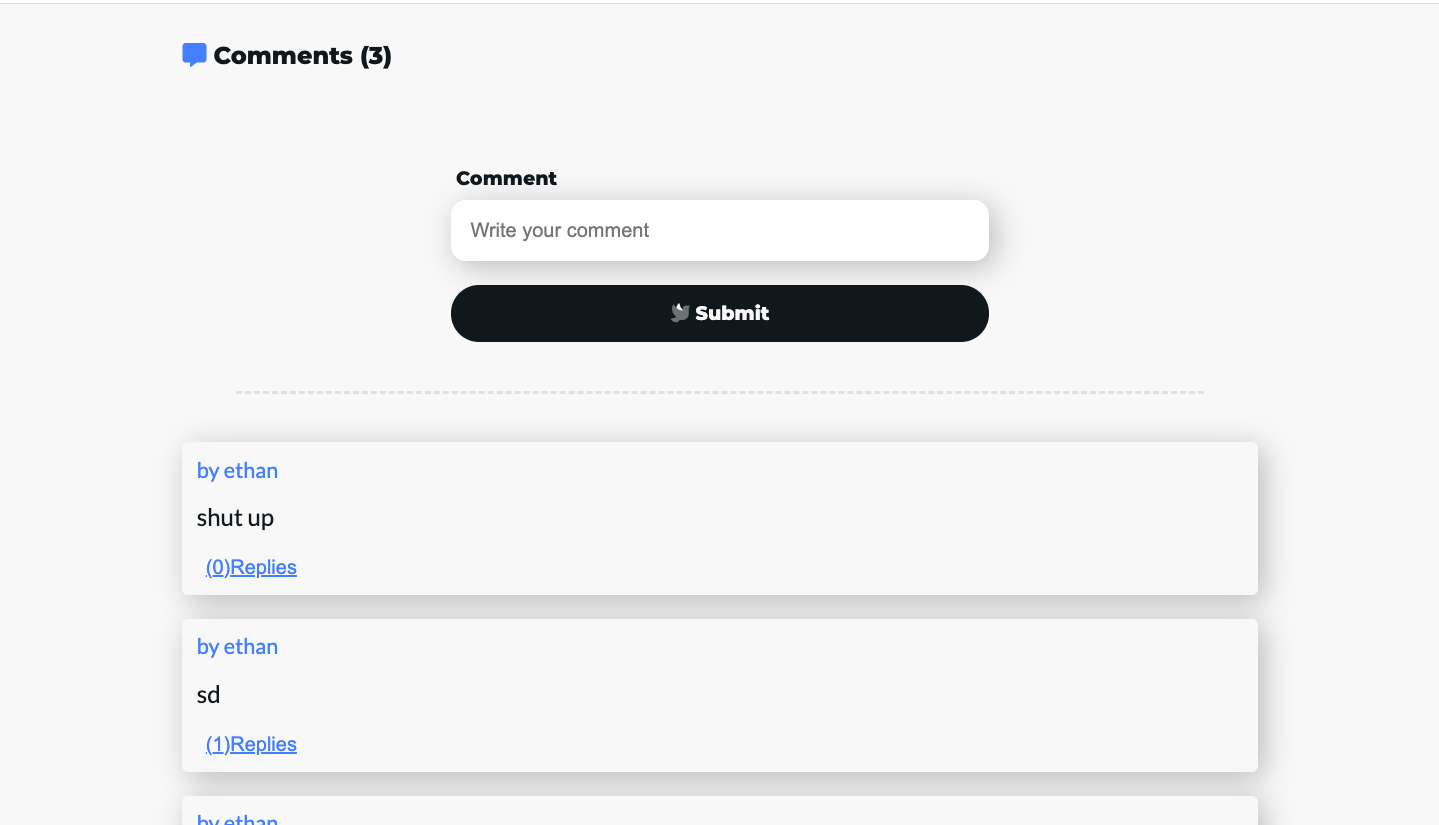 Comments (3)
Comment
Write your comment
Submit
by ethan
shut up
(0)Replies
by ethan
sd
(1)Replies
by ethan